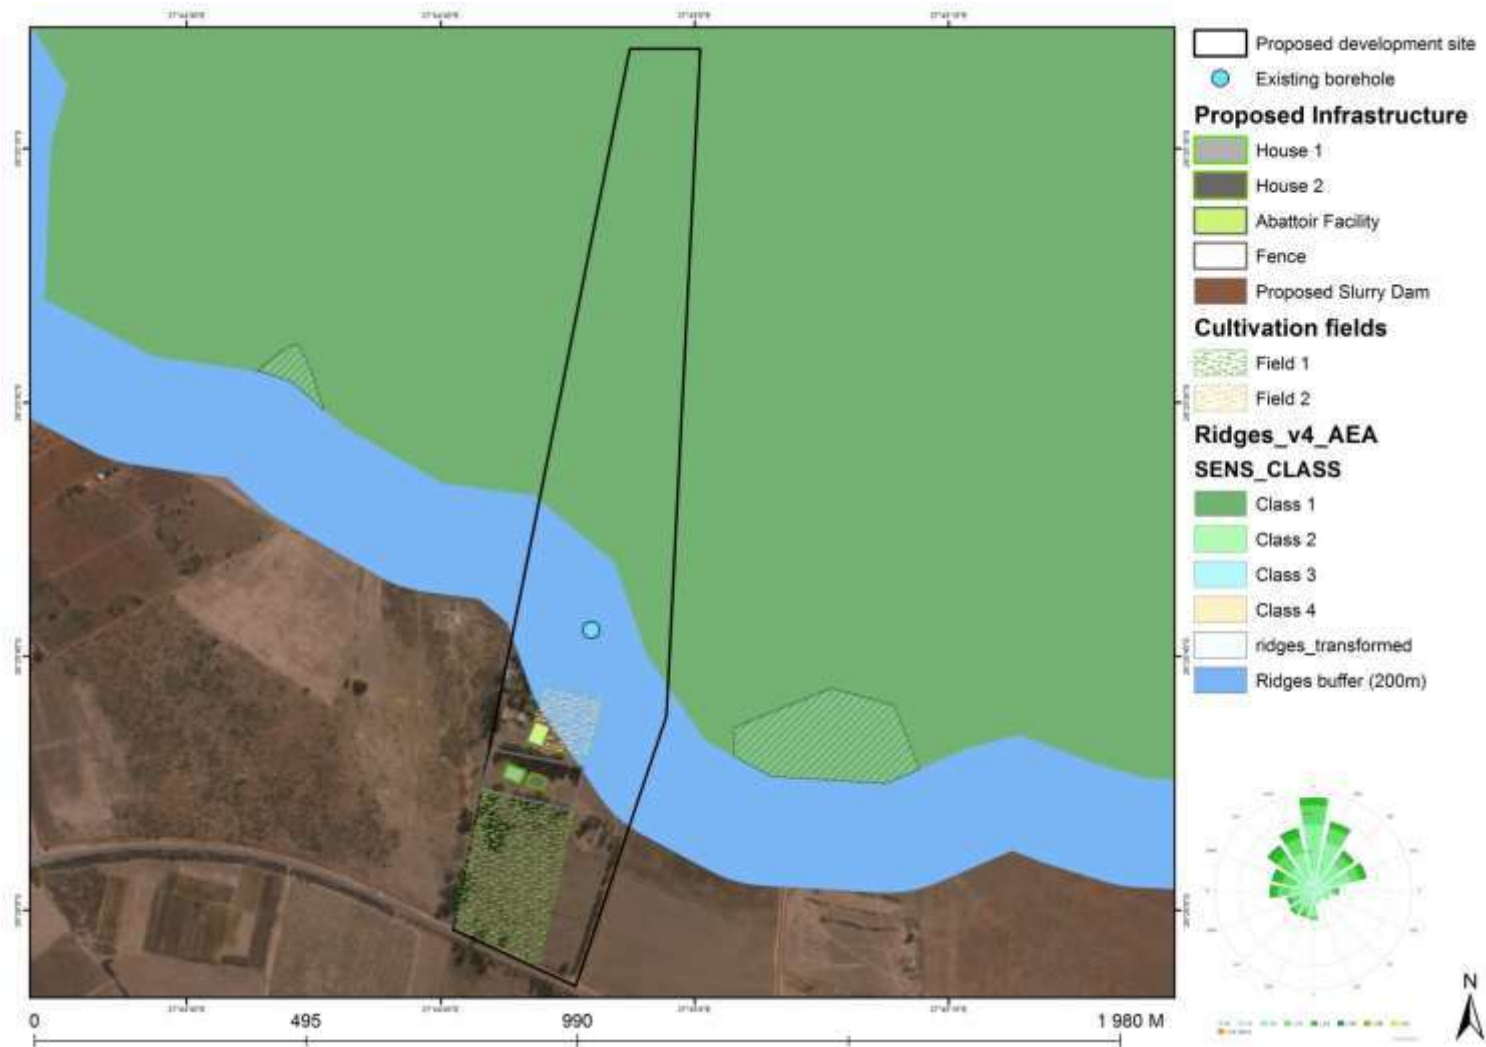 Proposed development site
Existing borehole
Proposed Infrastructure
House 1
House 2
Abattoir Facility
Fence
Proposed Slurry Dam
Cultivation fields
Field 1
Field 2
Ridges_v4_AEA
SENS_CLASS
Class 1
Class 2
Class 3
Class 4
ridges_transformed
Ridges buffer (200m)
N
0 495 990 1 980 M